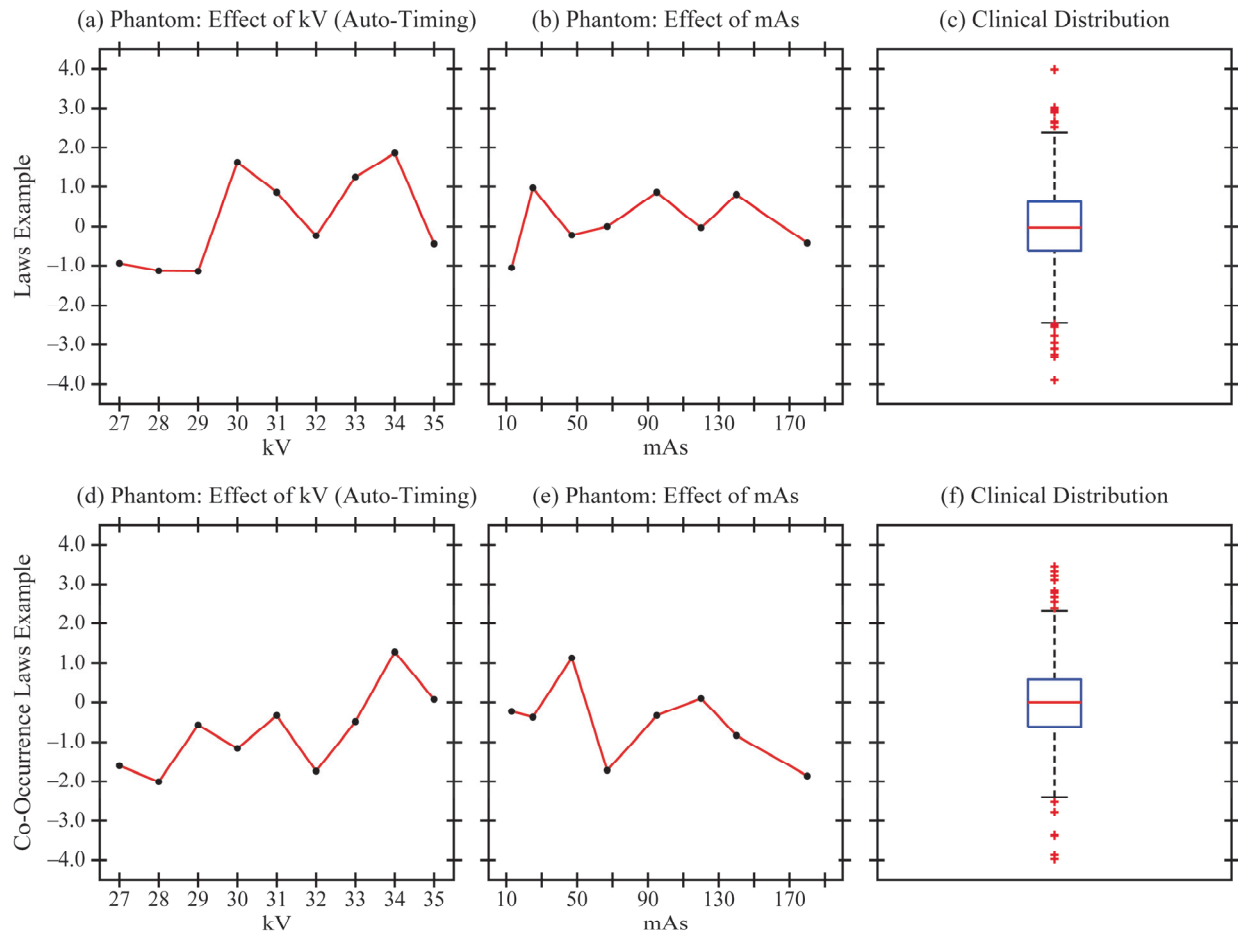 (a) Phantom: Effect of kV (Auto-Timing)
(b) Phantom: Effect of mAs
(c) Clinical Distribution
Laws Example
4.0
3.0
2.0
1.0
0
−1.0
−2.0
−3.0
−4.0
27 28 29 30 31 32 33 34 35
kV
10 50 90 130 170
mAs
(d) Phantom: Effect of kV (Auto-Timing)
(e) Phantom: Effect of mAs
(f) Clinical Distribution
Co-Occurrence Laws Example
4.0
3.0
2.0
1.0
0
−1.0
−2.0
−3.0
−4.0
27 28 29 30 31 32 33 34 35
kV
10 50 90 130 170
mAs